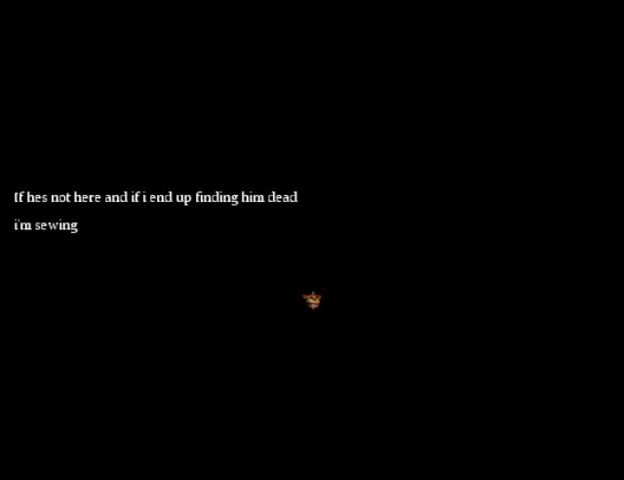 If hes not here and if i end up finding him dead
i'm sewing